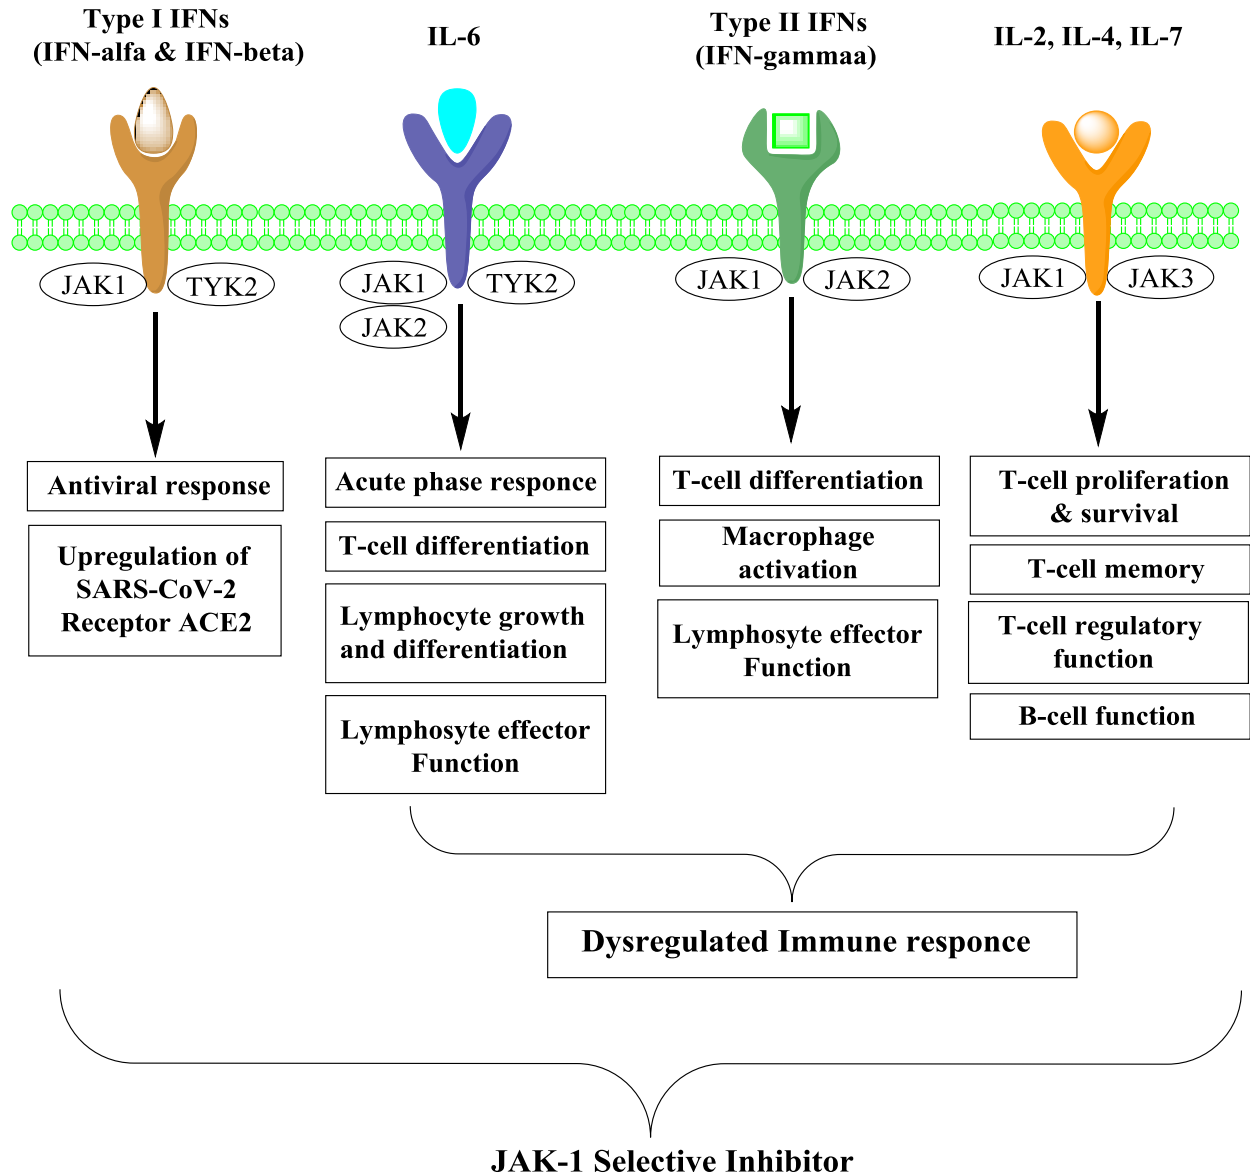 Type I IFNs
(IFN-alfa & IFN-beta)
IL-6
Type II IFNs
(IFN-gammaa)
IL-2, IL-4, IL-7
JAK1
TYK2
JAK1
TYK2
JAK2
JAK1
JAK2
JAK1
JAK3
Antiviral response
Upregulation of
SARS-CoV-2
Receptor ACE2
Acute phase responce
T-cell differentiation
Lymphocyte growth
and differentiation
Lymphosyte effector
Function
T-cell differentiation
Macrophage
activation
Lymphosyte effector
Function
T-cell proliferation
& survival
T-cell memory
T-cell regulatory
function
B-cell function
Dysregulated Immune responce
JAK-1 Selective Inhibitor